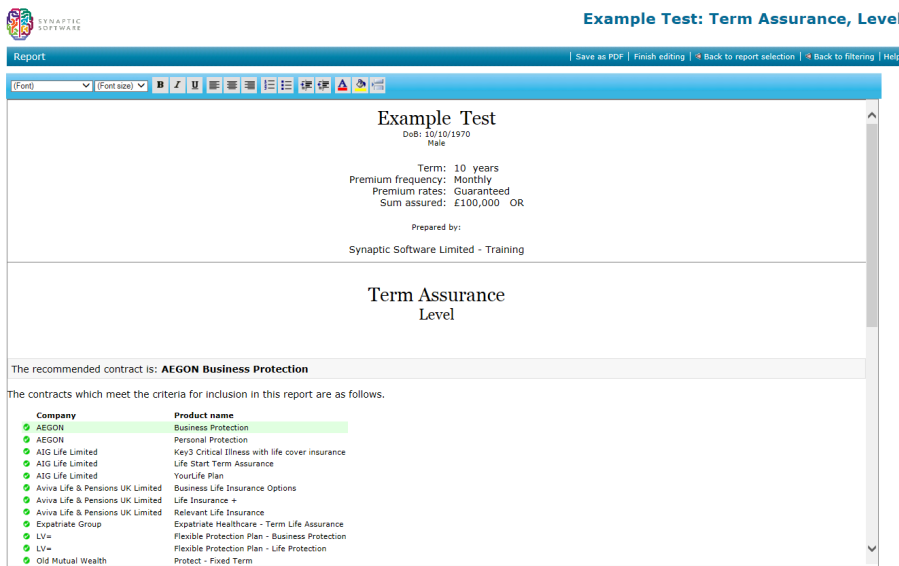 SYNAPTIC
SOFTWARE
Example Test: Term Assurance, Level
Report
| Save as PDF | Finish editing | Back to report selection | Back to filtering | Help
(Font) (Font size) B I U A
Example Test
DoB: 10/10/1970
Male
Term: 10 years
Premium frequency: Monthly
Premium rates: Guaranteed
Sum assured: £100,000 OR
Prepared by:
Synaptic Software Limited - Training
Term Assurance
Level
The recommended contract is: AEGON Business Protection
The contracts which meet the criteria for inclusion in this report are as follows.
Company Product name
AEGON Business Protection
AEGON Personal Protection
AIG Life Limited Key3 Critical Illness with life cover insurance
AIG Life Limited Life Start Term Assurance
AIG Life Limited YourLife Plan
Aviva Life & Pensions UK Limited Business Life Insurance Options
Aviva Life & Pensions UK Limited Life Insurance +
Aviva Life & Pensions UK Limited Relevant Life Insurance
Expatriate Group Expatriate Healthcare - Term Life Assurance
LV= Flexible Protection Plan - Business Protection
LV= Flexible Protection Plan - Life Protection
Old Mutual Wealth Protect - Fixed Term